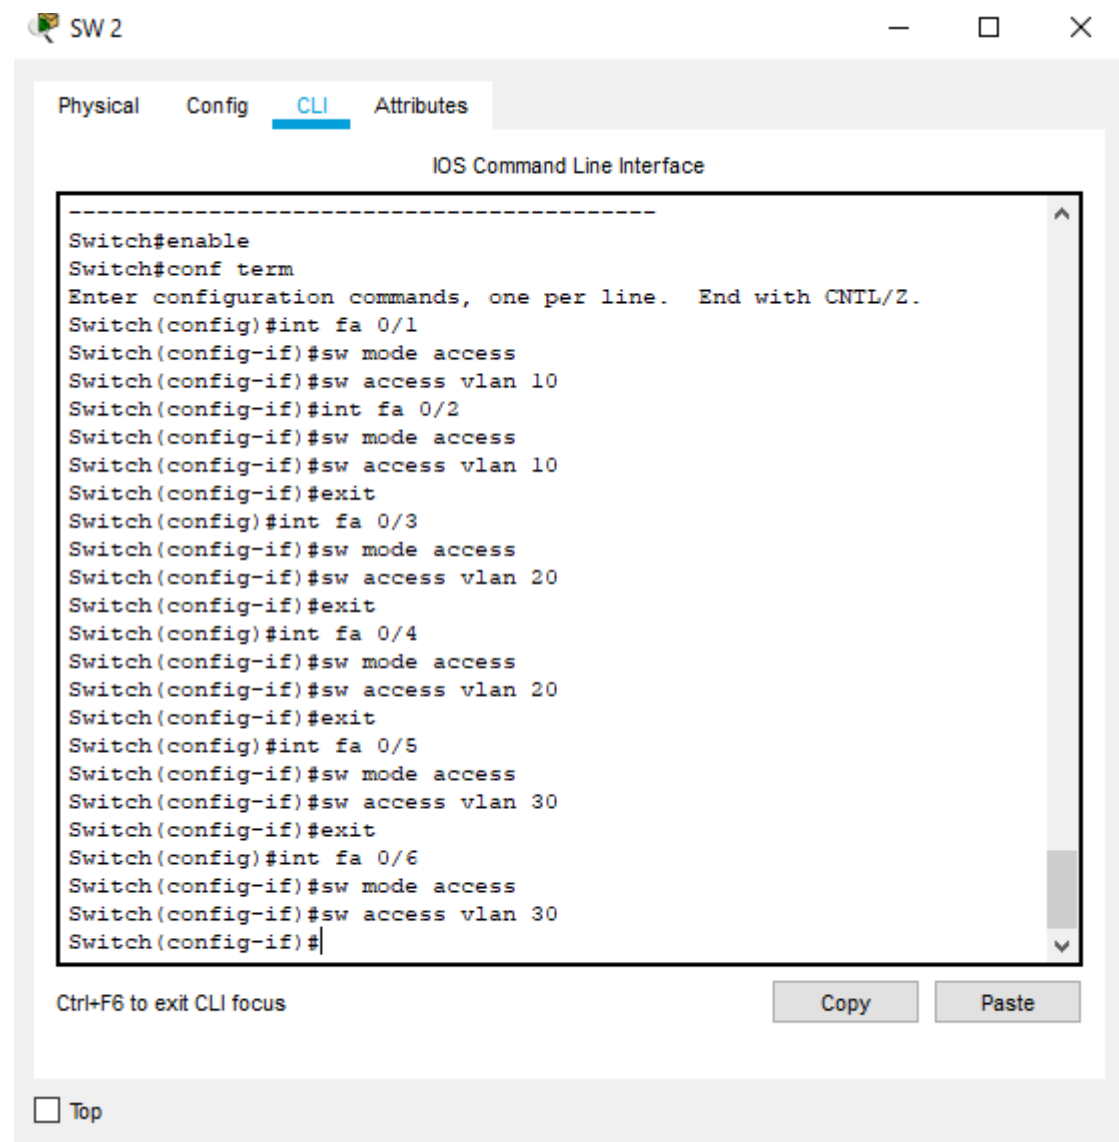 SW 2
Physical Config CLI Attributes
IOS Command Line Interface
------------------------------------------
Switch#enable
Switch#conf term
Enter configuration commands, one per line.  End with CNTL/Z.
Switch(config)#int fa 0/1
Switch(config-if)#sw mode access
Switch(config-if)#sw access vlan 10
Switch(config-if)#int fa 0/2
Switch(config-if)#sw mode access
Switch(config-if)#sw access vlan 10
Switch(config-if)#exit
Switch(config)#int fa 0/3
Switch(config-if)#sw mode access
Switch(config-if)#sw access vlan 20
Switch(config-if)#exit
Switch(config)#int fa 0/4
Switch(config-if)#sw mode access
Switch(config-if)#sw access vlan 20
Switch(config-if)#exit
Switch(config)#int fa 0/5
Switch(config-if)#sw mode access
Switch(config-if)#sw access vlan 30
Switch(config-if)#exit
Switch(config)#int fa 0/6
Switch(config-if)#sw mode access
Switch(config-if)#sw access vlan 30
Switch(config-if)#
Ctrl+F6 to exit CLI focus Copy Paste
Top